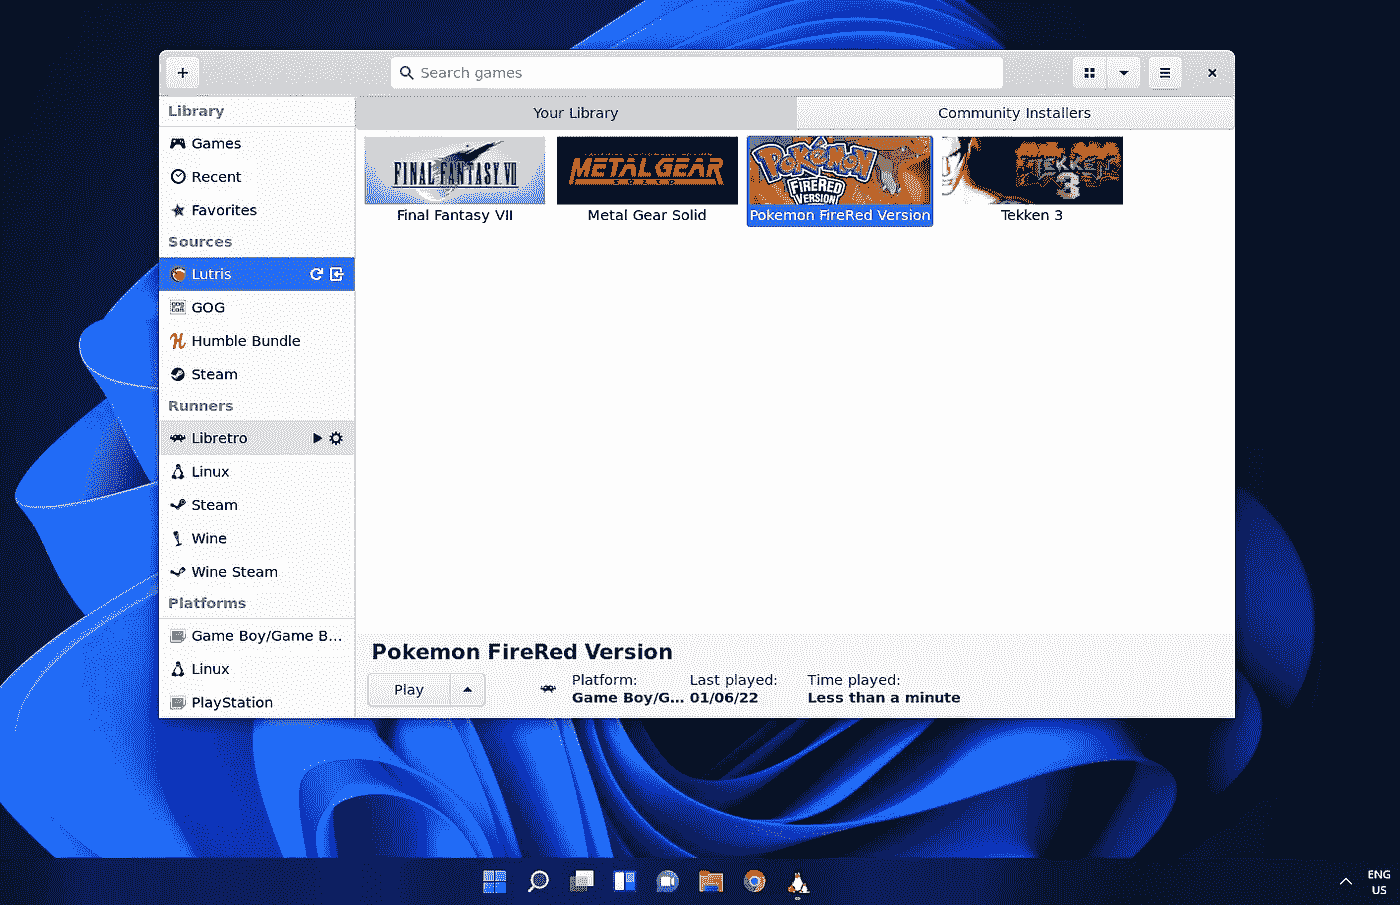 Search games
Library
Your Library
Community Installers
Games
Recent
Favorites
Sources
Lutris
GOG
Humble Bundle
Steam
Runners
Libretro
Linux
Steam
Wine
Wine Steam
Platforms
Game Boy/Game B...
Linux
PlayStation
FINAL FANTASY VII
Final Fantasy VII
METAL GEAR
SOLID
Metal Gear Solid
POKéMON
FIRERED
VERSION
Pokemon FireRed Version
TEKKEN
3
Tekken 3
Pokemon FireRed Version
Play
Platform:
Game Boy/G...
Last played:
01/06/22
Time played:
Less than a minute
ENG
US